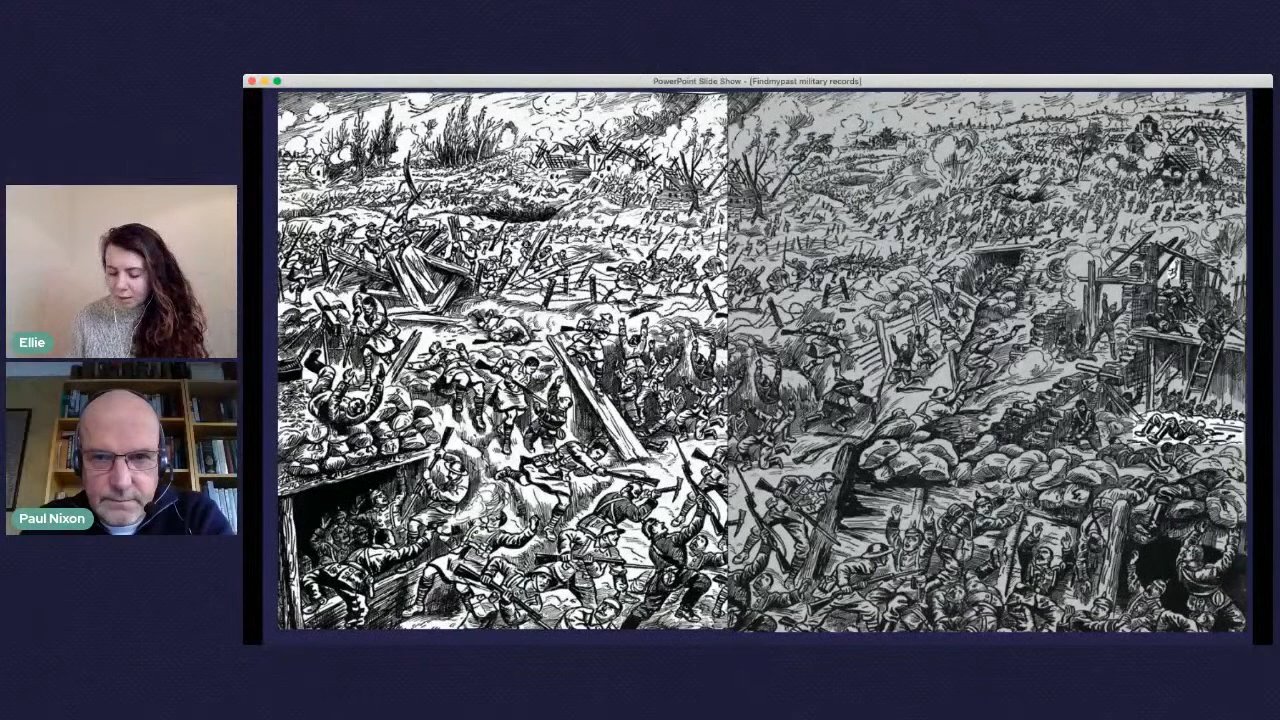 PowerPoint Slide Show - [Findmypast military records]
Ellie
Paul Nixon